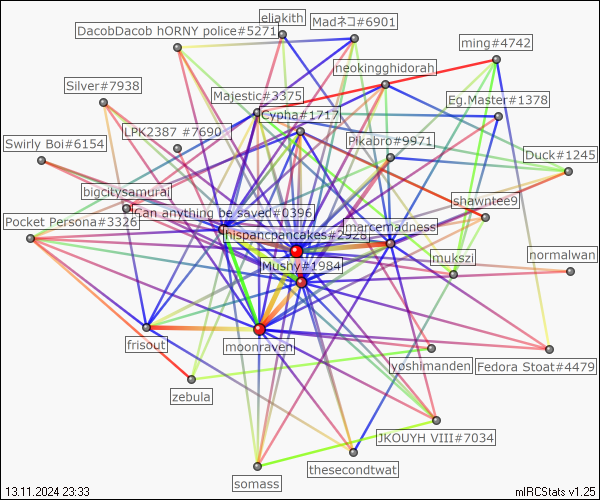 eliakith
Madネコ#6901
DacobDacob hORNY police#5271
ming#4742
neokingghidorah
Silver#7938
Majestic#3375
Eg.Master#1378
Cypha#1717
LPK2387 #7690
Pikabro#9971
Swirly Boi#6154
Duck#1245
bigcitysamurai
shawntee9
Can anything be saved#0396
Pocket Persona#3326
marcemadness
hispancpancakes#2928
normalwan
mukszi
Mushy#1984
frisout
moonraven
yoshimanden
Fedora Stoat#4479
zebula
JKOUYH VIII#7034
thesecondtwat
somass
13.11.2024 23:33
mIRCStats v1.25